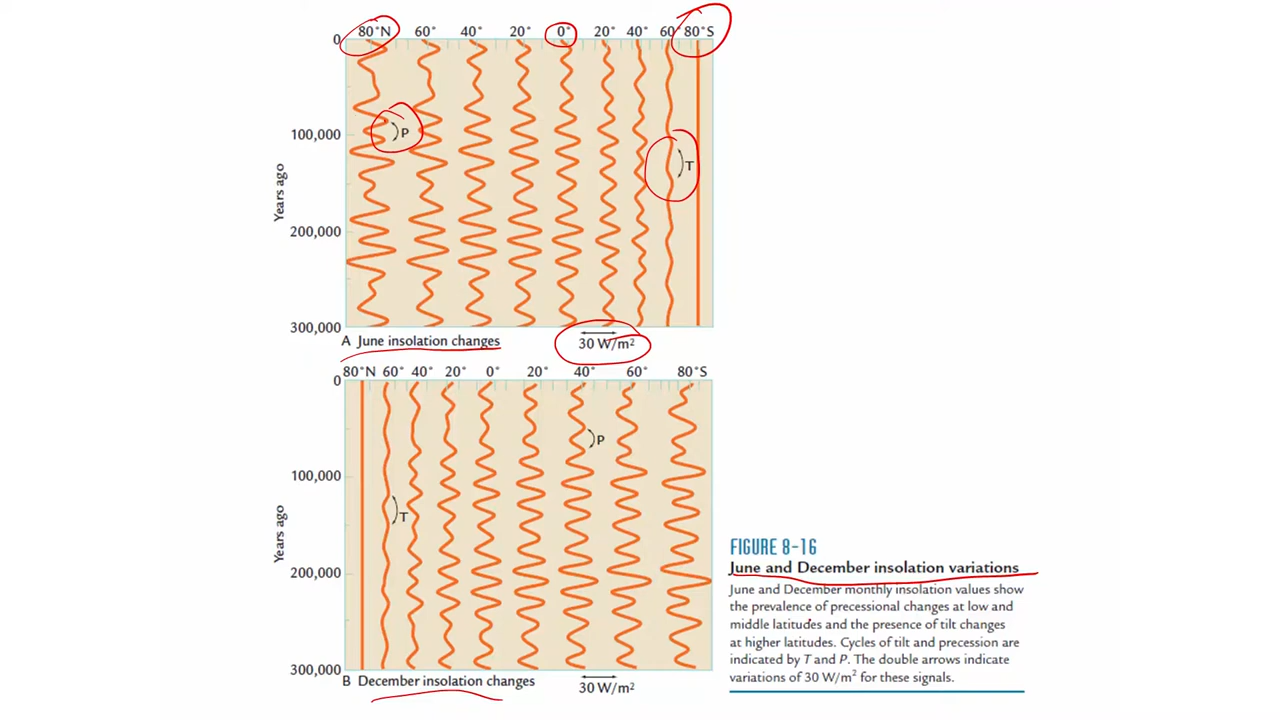 80°N 60° 40° 20° 0° 20° 40° 60° 80°S
0
100,000
200,000
300,000
Years ago
P
T
A June insolation changes
30 W/m²
80°N 60° 40° 20° 0° 20° 40° 60° 80°S
0
100,000
200,000
300,000
Years ago
P
T
B December insolation changes
30 W/m²
FIGURE 8-16
June and December insolation variations
June and December monthly insolation values show
the prevalence of precessional changes at low and
middle latitudes and the presence of tilt changes
at higher latitudes. Cycles of tilt and precession are
indicated by T and P. The double arrows indicate
variations of 30 W/m² for these signals.